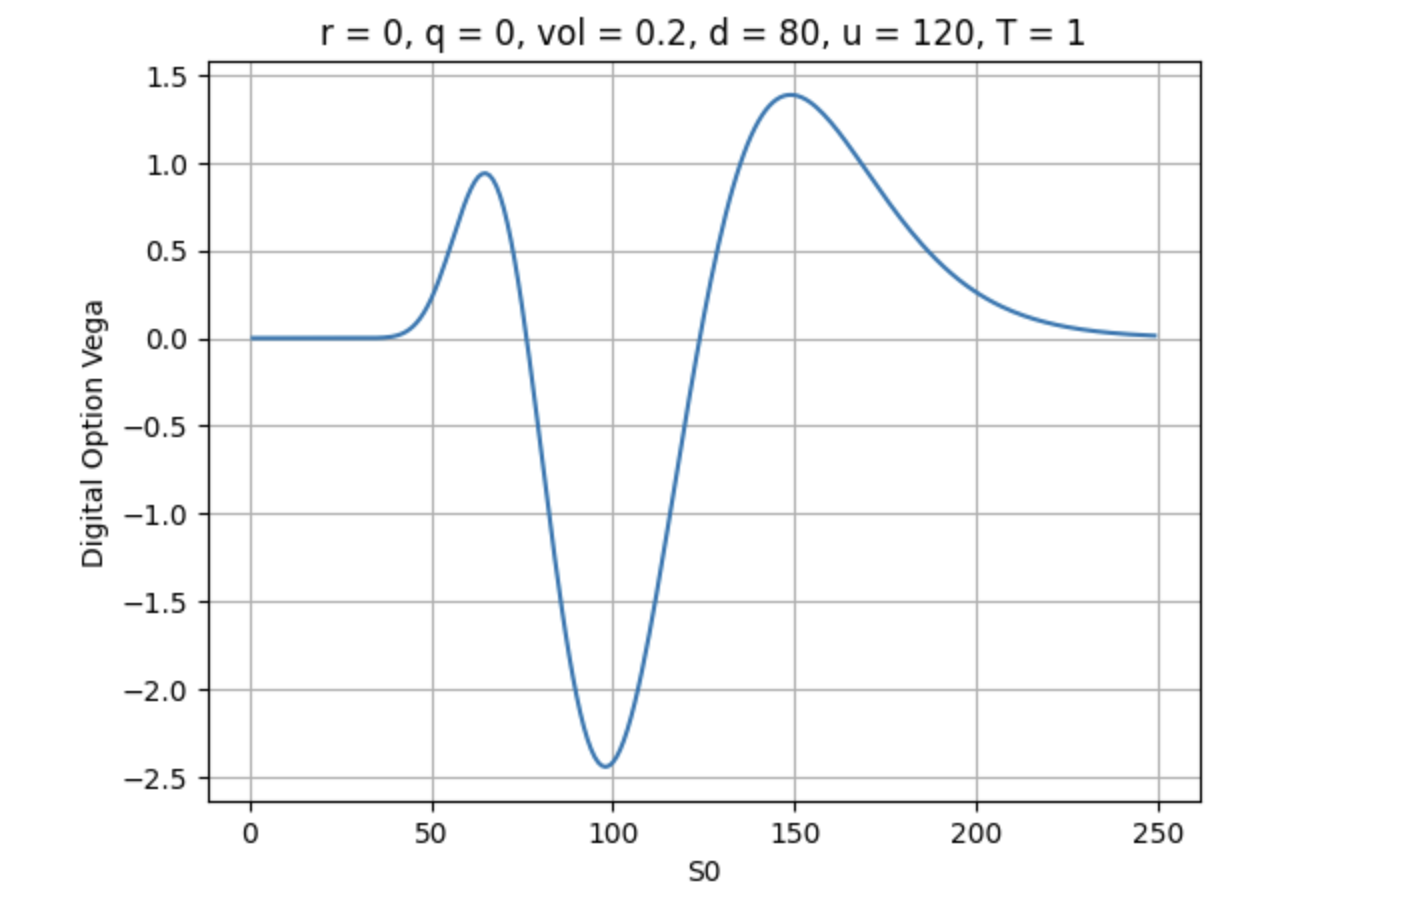 r = 0, q = 0, vol = 0.2, d = 80, u = 120, T = 1
1.5
1.0
0.5
0.0
−0.5
−1.0
−1.5
−2.0
−2.5
Digital Option Vega
0 50 100 150 200 250
S0